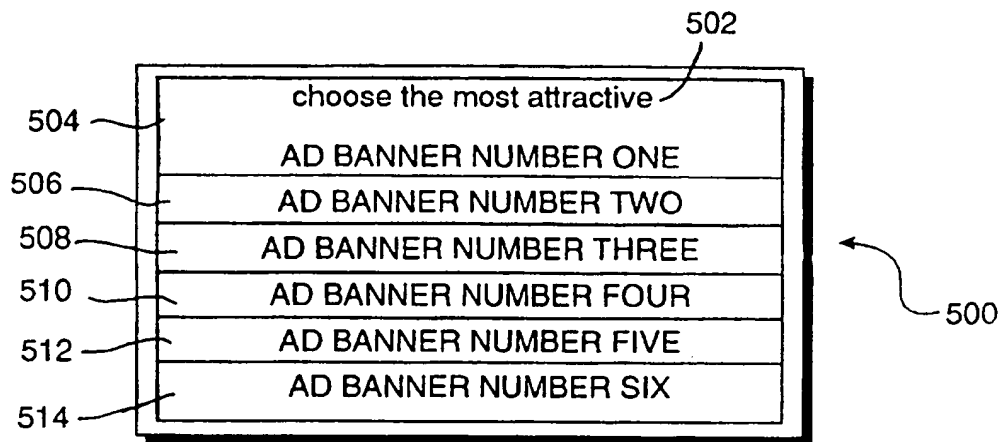 502
choose the most attractive
504
AD BANNER NUMBER ONE
506
AD BANNER NUMBER TWO
508
AD BANNER NUMBER THREE
510
AD BANNER NUMBER FOUR
500
512
AD BANNER NUMBER FIVE
514
AD BANNER NUMBER SIX